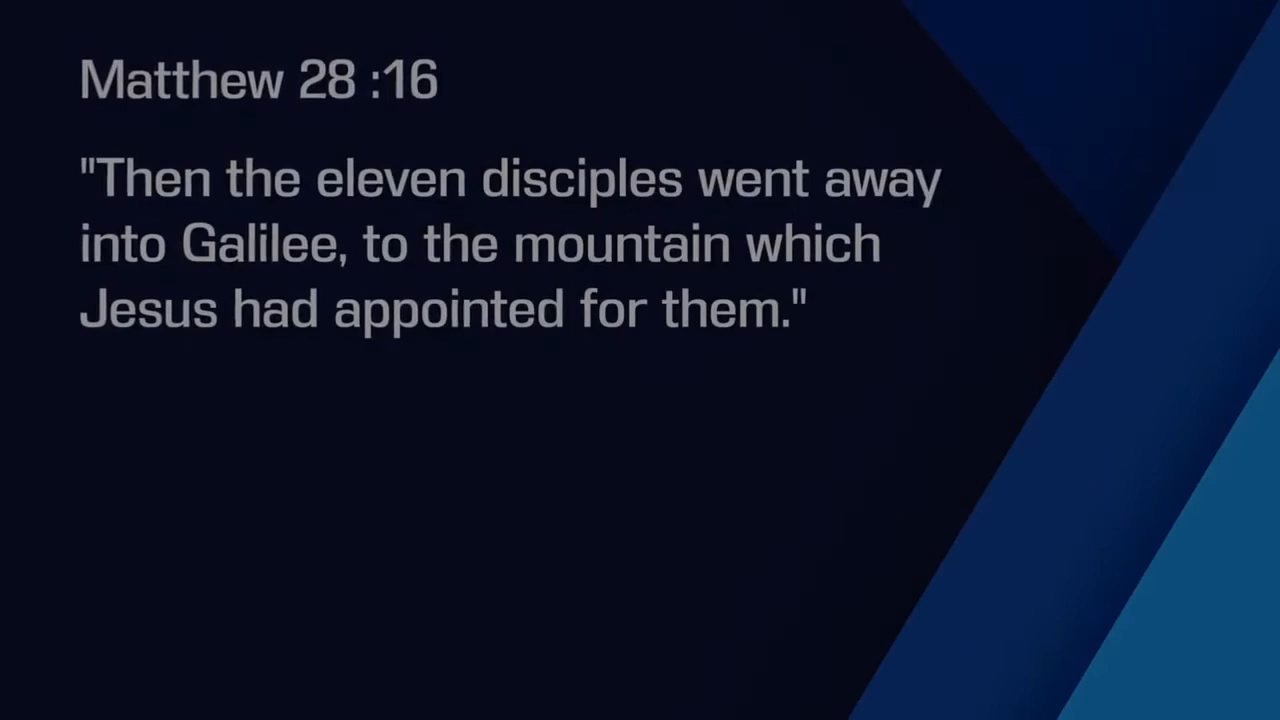 Matthew 28 :16
"Then the eleven disciples went away
into Galilee, to the mountain which
Jesus had appointed for them."